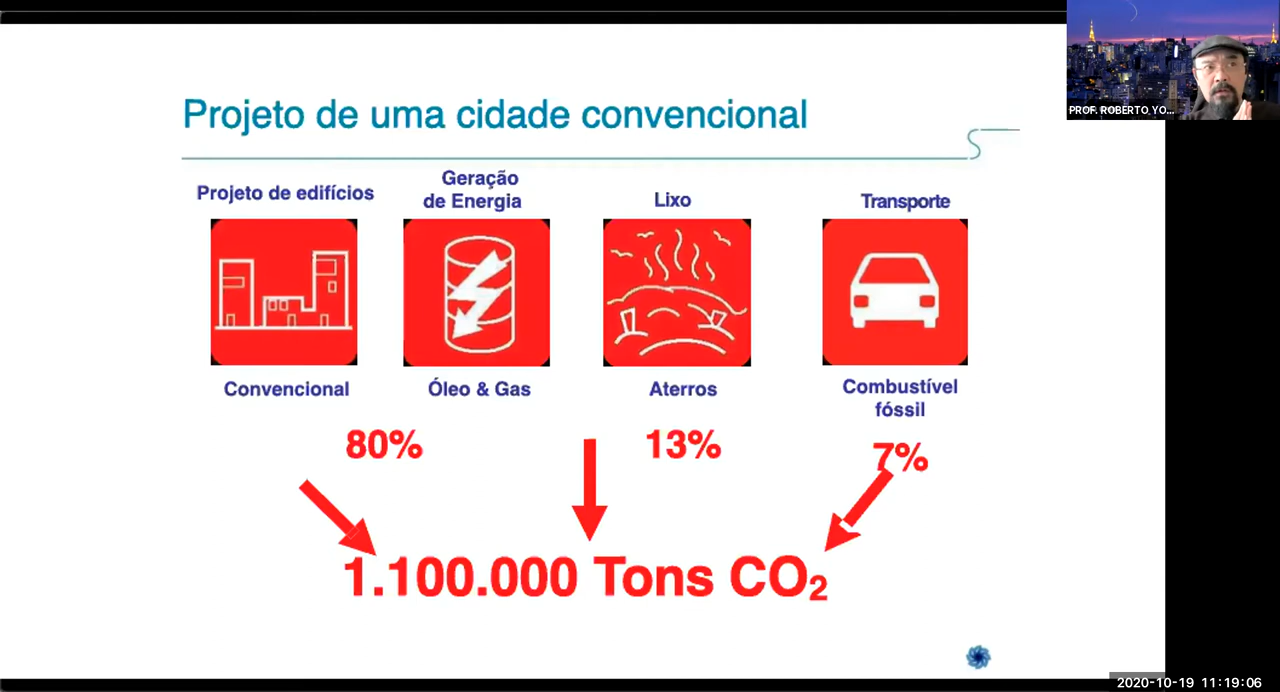 PROF. ROBERTO YO...
Projeto de uma cidade convencional
Projeto de edifícios
Geração
de Energia
Lixo
Transporte
Convencional
Óleo & Gas
Aterros
Combustível
fóssil
80%
13%
7%
1.100.000 Tons CO₂
2020-10-19 11:19:06